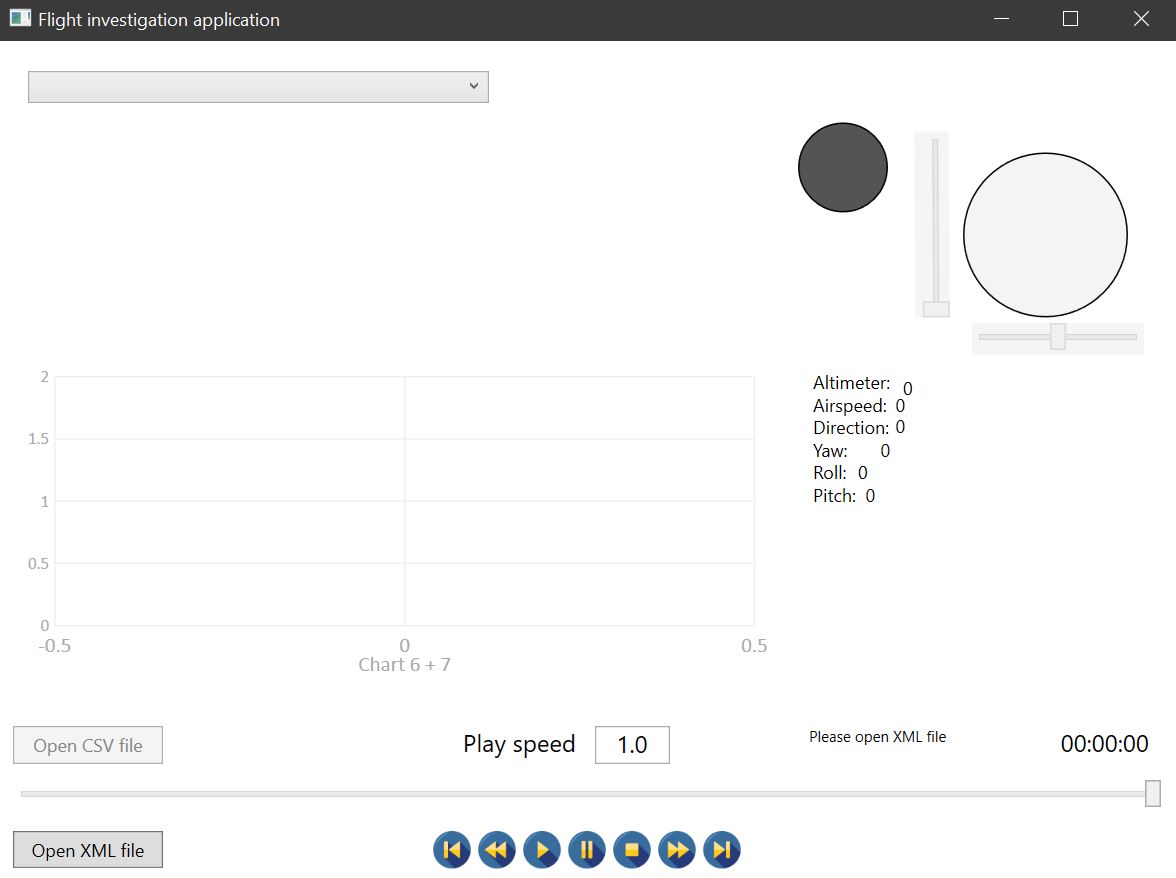 Flight investigation application
2
1.5
1
0.5
0
-0.5 0 0.5
Chart 6 + 7
Altimeter: 0
Airspeed: 0
Direction: 0
Yaw: 0
Roll: 0
Pitch: 0
Open CSV file
Play speed 1.0
Please open XML file
00:00:00
Open XML file